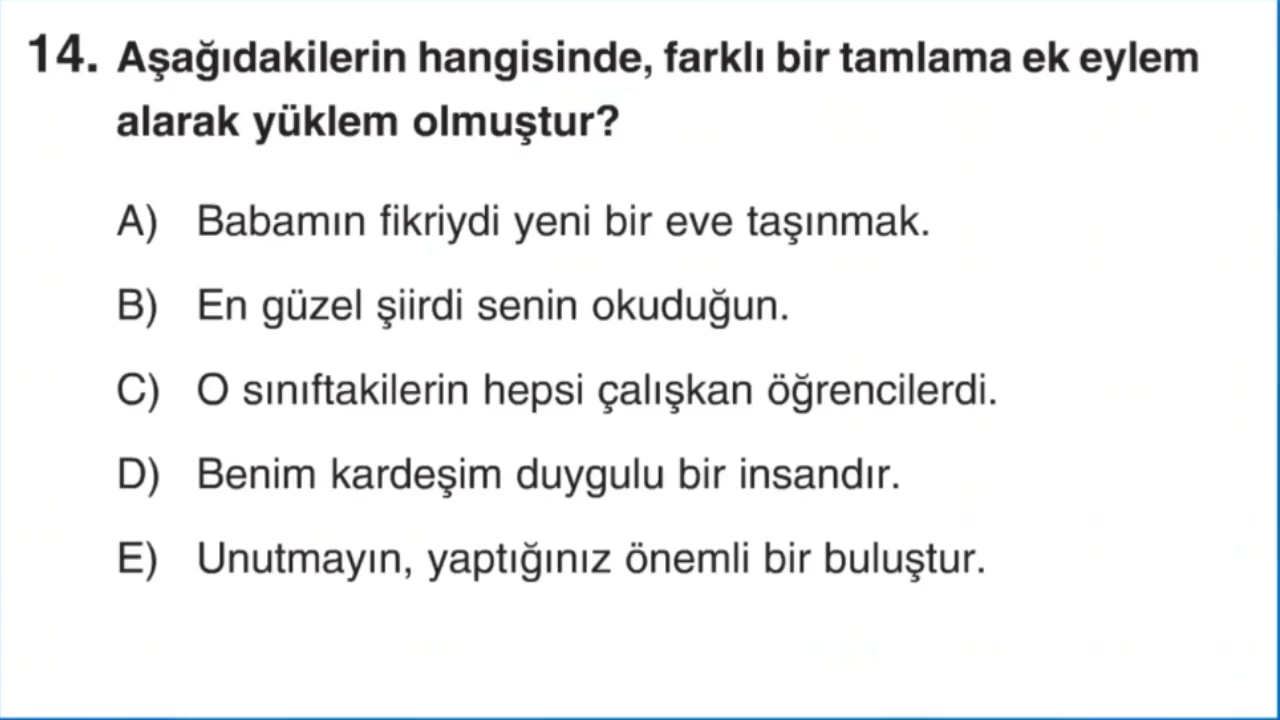 14. Aşağıdakilerin hangisinde, farklı bir tamlama ek eylem
alarak yüklem olmuştur?
A) Babamın fikriydi yeni bir eve taşınmak.
B) En güzel şiirdi senin okuduğun.
C) O sınıftakilerin hepsi çalışkan öğrencilerdi.
D) Benim kardeşim duygulu bir insandır.
E) Unutmayın, yaptığınız önemli bir buluştur.